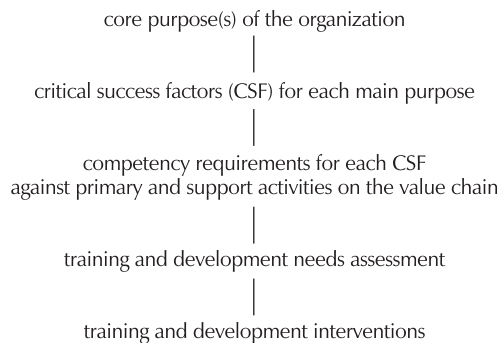 core purpose(s) of the organization
critical success factors (CSF) for each main purpose
competency requirements for each CSF
against primary and support activities on the value chain
training and development needs assessment
training and development interventions